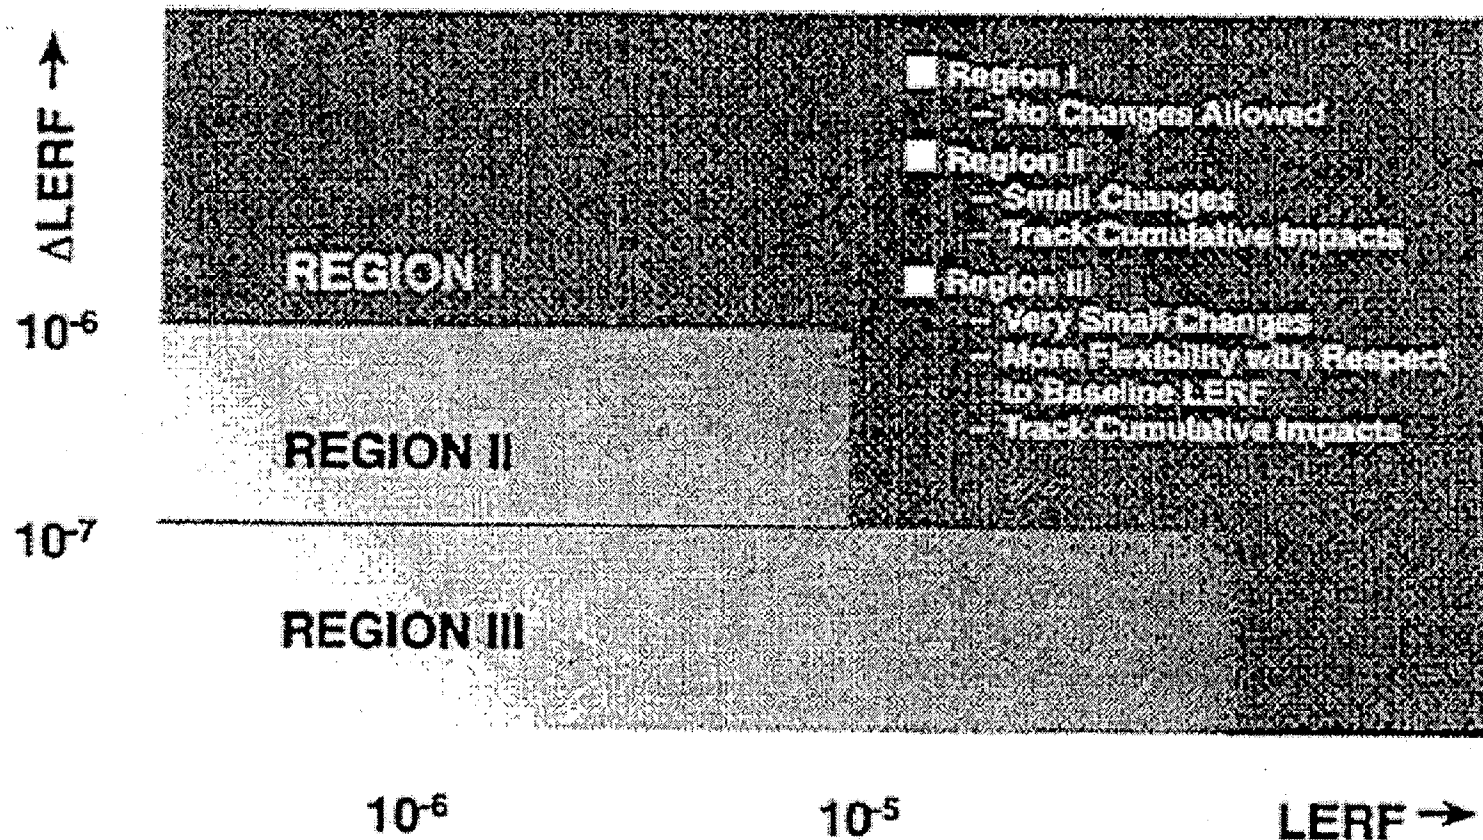 ΔLERF →
Region I
– No Changes Allowed
Region II
– Small Changes
– Track Cumulative Impacts
Region III
– Very Small Changes
– More Flexibility with Respect
to Baseline LERF
– Track Cumulative Impacts
REGION I
10⁻⁶
REGION II
10⁻⁷
REGION III
10⁻⁶
10⁻⁵
LERF →